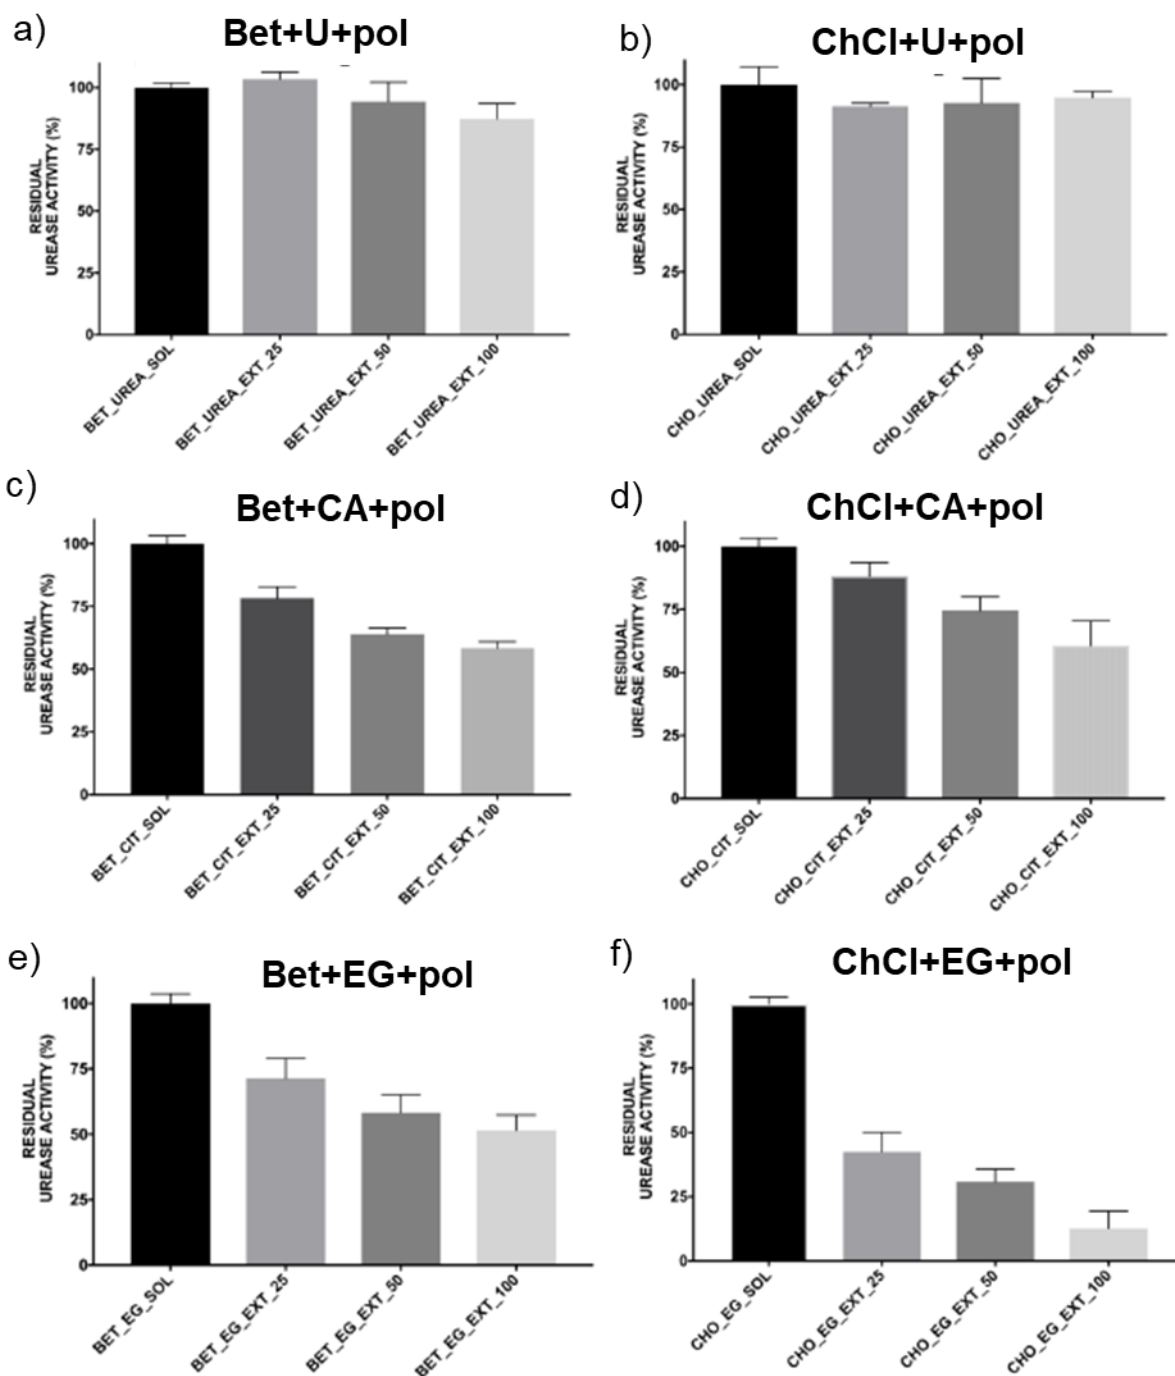 a)
Bet+U+pol
RESIDUAL
UREASE ACTIVITY (%)
100
75
50
25
0
BET_UREA_SOL
BET_UREA_EXT_25
BET_UREA_EXT_50
BET_UREA_EXT_100
b)
ChCl+U+pol
RESIDUAL
UREASE ACTIVITY (%)
100
75
50
25
0
CHO_UREA_SOL
CHO_UREA_EXT_25
CHO_UREA_EXT_50
CHO_UREA_EXT_100
c)
Bet+CA+pol
RESIDUAL
UREASE ACTIVITY (%)
100
75
50
25
0
BET_CIT_SOL
BET_CIT_EXT_25
BET_CIT_EXT_50
BET_CIT_EXT_100
d)
ChCl+CA+pol
RESIDUAL
UREASE ACTIVITY (%)
100
75
50
25
0
CHO_CIT_SOL
CHO_CIT_EXT_25
CHO_CIT_EXT_50
CHO_CIT_EXT_100
e)
Bet+EG+pol
RESIDUAL
UREASE ACTIVITY (%)
100
75
50
25
0
BET_EG_SOL
BET_EG_EXT_25
BET_EG_EXT_50
BET_EG_EXT_100
f)
ChCl+EG+pol
RESIDUAL
UREASE ACTIVITY (%)
100
75
50
25
0
CHO_EG_SOL
CHO_EG_EXT_25
CHO_EG_EXT_50
CHO_EG_EXT_100